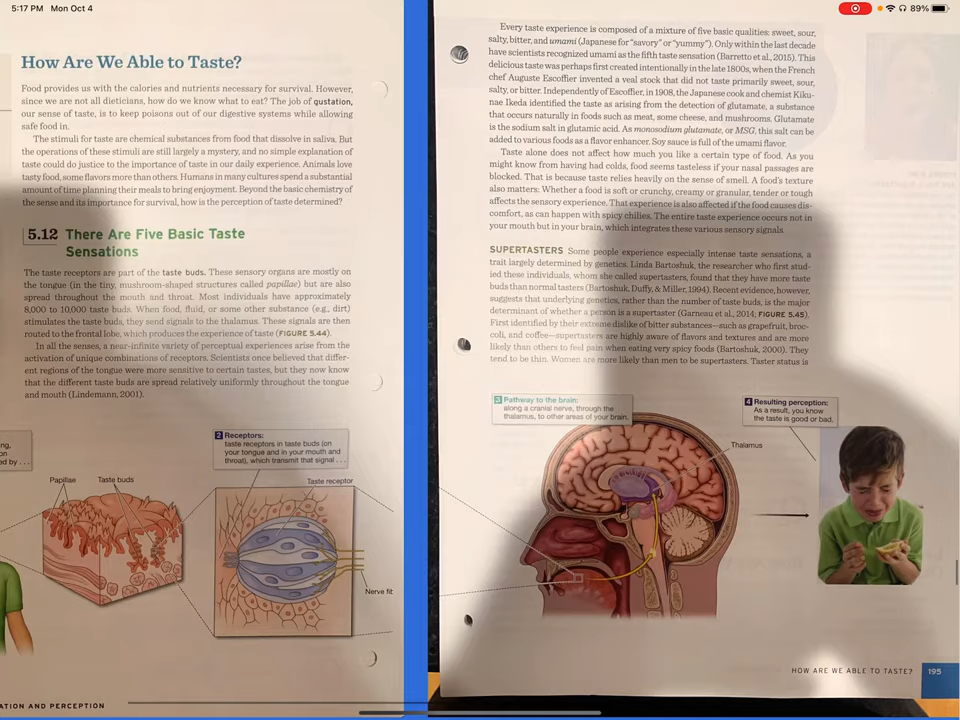 5:17 PM Mon Oct 4
89%
How Are We Able to Taste?
Food provides us with the calories and nutrients necessary for survival. However,
since we are not all dieticians, how do we know what to eat? The job of gustation,
our sense of taste, is to keep poisons out of our digestive systems while allowing
safe food in.
The stimuli for taste are chemical substances from food that dissolve in saliva. But
the operations of these stimuli are still largely a mystery, and no simple explanation of
taste could do justice to the importance of taste in our daily experience. Animals love
tasty food, some flavors more than others. Humans in many cultures spend a substantial
amount of time planning their meals to bring enjoyment. Beyond the basic chemistry of
the sense and its importance for survival, how is the perception of taste determined?
5.12 There Are Five Basic Taste
Sensations
The taste receptors are part of the taste buds. These sensory organs are mostly on
the tongue (in the tiny, mushroom-shaped structures called papillae) but are also
spread throughout the mouth and throat. Most individuals have approximately
8,000 to 10,000 taste buds. When food, fluid, or some other substance (e.g., dirt)
stimulates the taste buds, they send signals to the thalamus. These signals are then
routed to the frontal lobe, which produces the experience of taste (FIGURE 5.44).
In all the senses, a near-infinite variety of perceptual experiences arise from the
activation of unique combinations of receptors. Scientists once believed that differ-
ent regions of the tongue were more sensitive to certain tastes, but they now know
that the different taste buds are spread relatively uniformly throughout the tongue
and mouth (Lindemann, 2001).
ng,
on
ed by . . .
2 Receptors:
taste receptors in taste buds (on
your tongue and in your mouth and
throat), which transmit that signal . . .
Papillae
Taste buds
Taste receptor
Nerve fib
ATION AND PERCEPTION
Every taste experience is composed of a mixture of five basic qualities: sweet, sour,
salty, bitter, and umami (Japanese for "savory" or "yummy"). Only within the last decade
have scientists recognized umami as the fifth taste sensation (Barretto et al., 2015). This
delicious taste was perhaps first created intentionally in the late 1800s, when the French
chef Auguste Escoffier invented a veal stock that did not taste primarily sweet, sour,
salty, or bitter. Independently of Escoffier, in 1908, the Japanese cook and chemist Kiku-
nae Ikeda identified the taste as arising from the detection of glutamate, a substance
that occurs naturally in foods such as meat, some cheese, and mushrooms. Glutamate
is the sodium salt in glutamic acid. As monosodium glutamate, or MSG, this salt can be
added to various foods as a flavor enhancer. Soy sauce is full of the umami flavor.
Taste alone does not affect how much you like a certain type of food. As you
might know from having had colds, food seems tasteless if your nasal passages are
blocked. That is because taste relies heavily on the sense of smell. A food's texture
also matters: Whether a food is soft or crunchy, creamy or granular, tender or tough
affects the sensory experience. That experience is also affected if the food causes dis-
comfort, as can happen with spicy chilies. The entire taste experience occurs not in
your mouth but in your brain, which integrates these various sensory signals.
SUPERTASTERS Some people experience especially intense taste sensations, a
trait largely determined by genetics. Linda Bartoshuk, the researcher who first stud-
ied these individuals, whom she called supertasters, found that they have more taste
buds than normal tasters (Bartoshuk, Duffy, & Miller, 1994). Recent evidence, however,
suggests that underlying genetics, rather than the number of taste buds, is the major
determinant of whether a person is a supertaster (Garneau et al., 2014; FIGURE 5.45).
First identified by their extreme dislike of bitter substances—such as grapefruit, broc-
coli, and coffee—supertasters are highly aware of flavors and textures and are more
likely than others to feel pain when eating very spicy foods (Bartoshuk, 2000). They
tend to be thin. Women are more likely than men to be supertasters. Taster status is
3 Pathway to the brain:
along a cranial nerve, through the
thalamus, to other areas of your brain.
4 Resulting perception:
As a result, you know
the taste is good or bad.
Thalamus
HOW ARE WE ABLE TO TASTE? 195